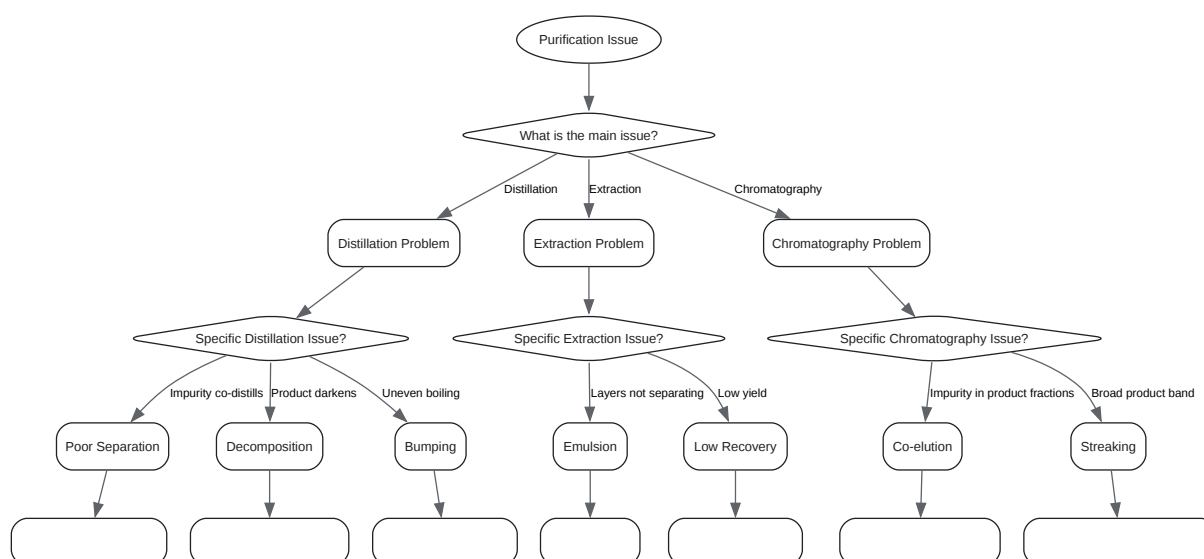 Purification Issue
What is the main issue?
Distillation
Extraction
Chromatography
Distillation Problem
Extraction Problem
Chromatography Problem
Specific Distillation Issue?
Specific Extraction Issue?
Specific Chromatography Issue?
Impurity co-distills
Product darkens
Uneven boiling
Layers not separating
Low yield
Impurity in product fractions
Broad product band
Poor Separation
Decomposition
Bumping
Emulsion
Low Recovery
Co-elution
Streaking